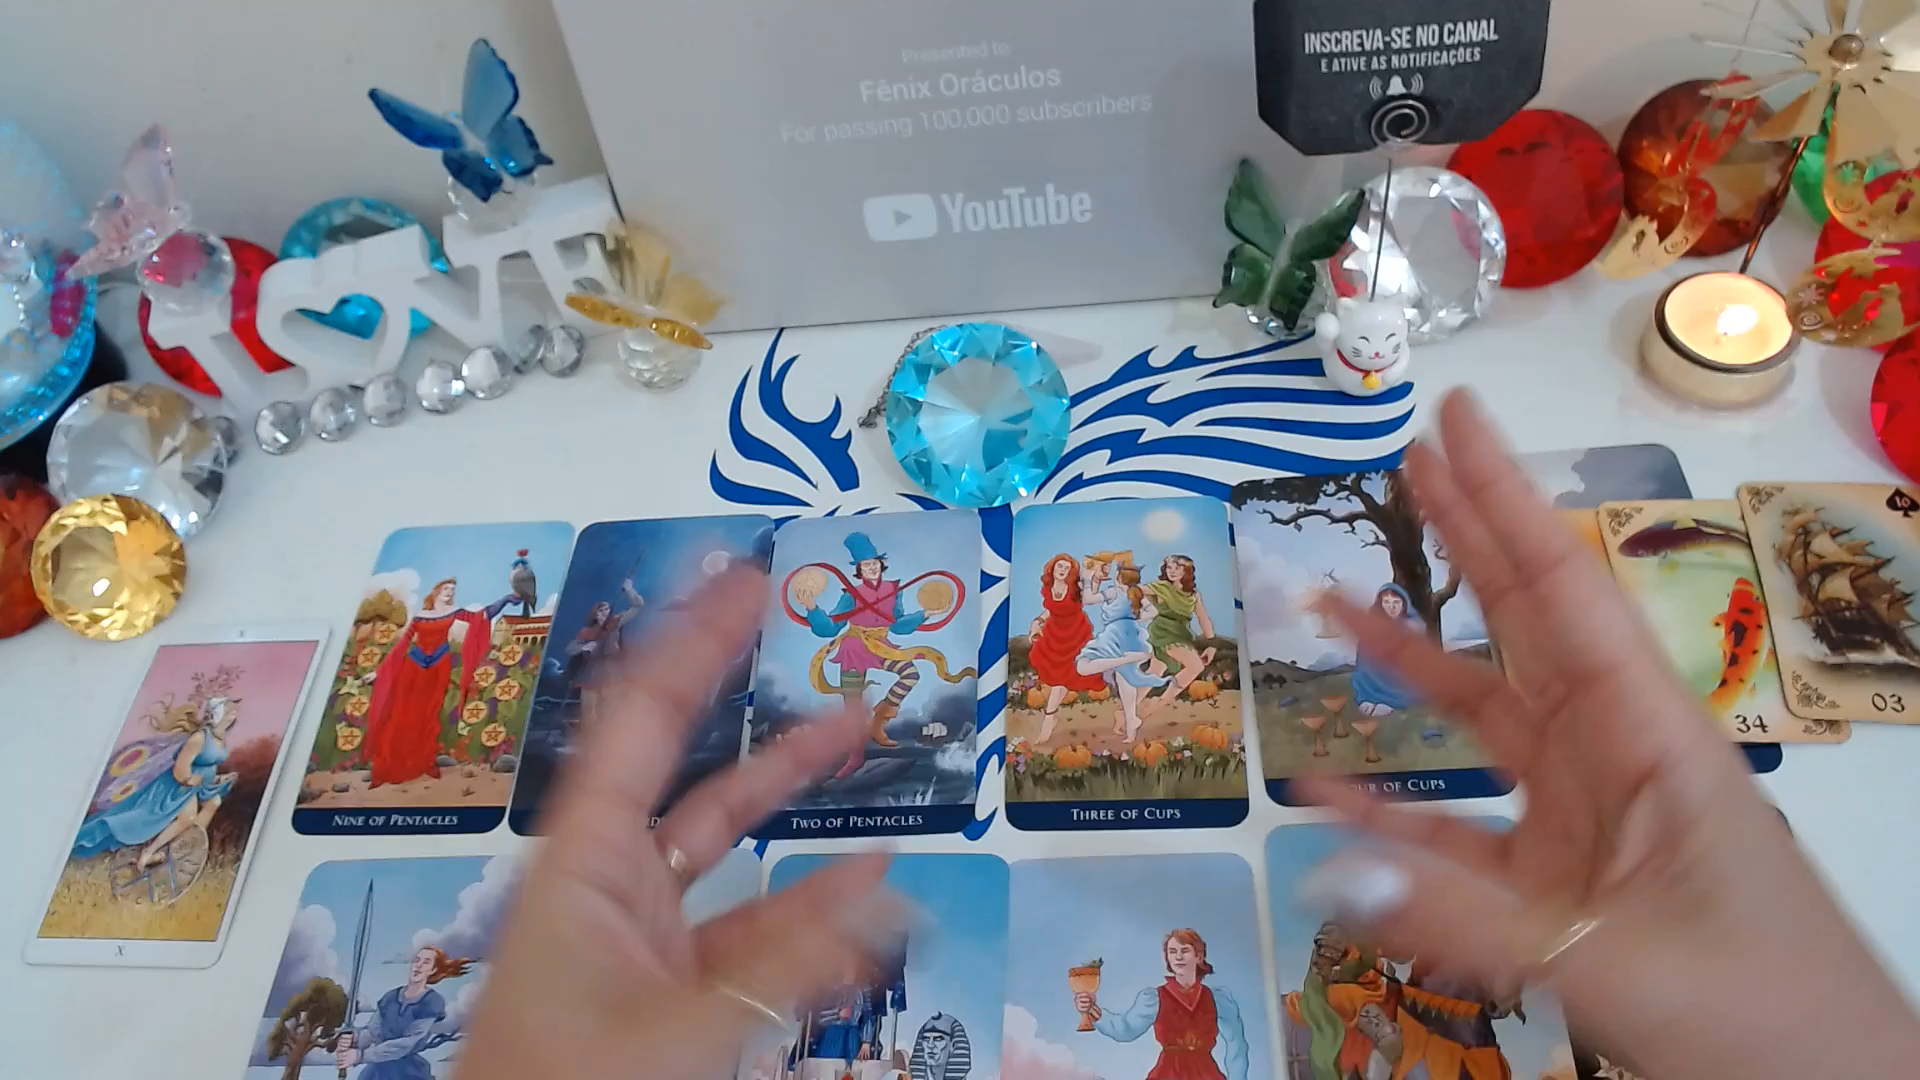 Presented to
Fênix Oráculos
For passing 100,000 subscribers
YouTube
INSCREVA-SE NO CANAL
E ATIVE AS NOTIFICAÇÕES
LOVE
X
X
NINE OF PENTACLES
TWO OF PENTACLES
THREE OF CUPS
OF CUPS
34
03